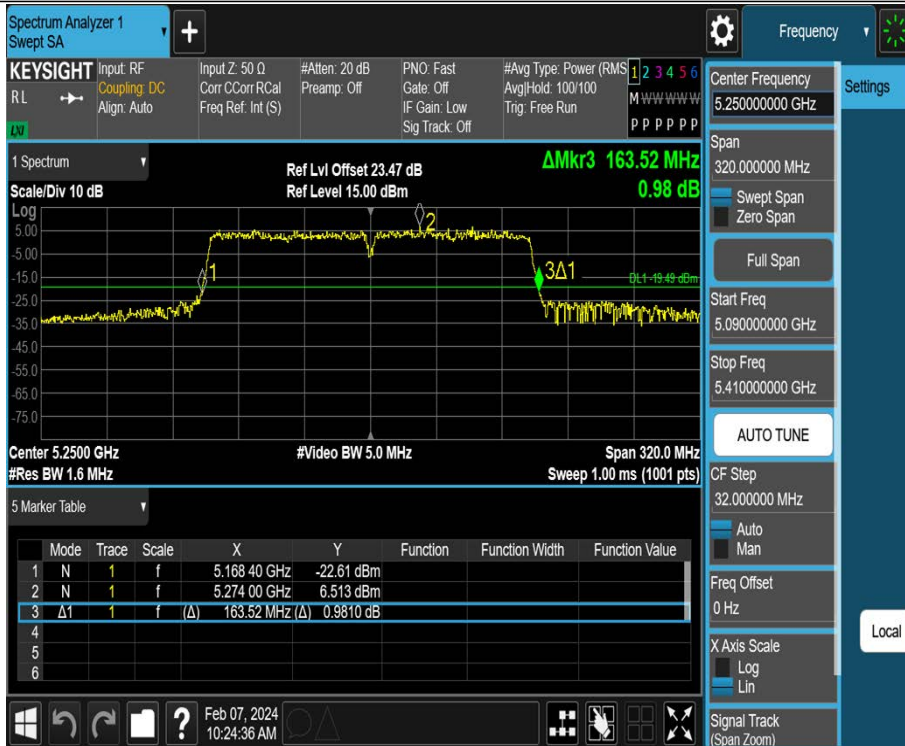 Spectrum Analyzer 1
Swept SA
Frequency
KEYSIGHT
RL
LXI
Input: RF
Coupling: DC
Align: Auto
Input Z: 50 Ω
Corr CCorr RCal
Freq Ref: Int (S)
#Atten: 20 dB
Preamp: Off
PNO: Fast
Gate: Off
IF Gain: Low
Sig Track: Off
#Avg Type: Power (RMS
Avg|Hold: 100/100
Trig: Free Run
1 2 3 4 5 6
M W W W W W
P P P P P P
1 Spectrum
Scale/Div 10 dB
Ref Lvl Offset 23.47 dB
Ref Level 15.00 dBm
ΔMkr3 163.52 MHz
0.98 dB
Log
5.00
-5.00
-15.0
-25.0
-35.0
-45.0
-55.0
-65.0
-75.0
1
2
3Δ1
DL1 -19.49 dBm
Center 5.2500 GHz
#Video BW 5.0 MHz
Span 320.0 MHz
#Res BW 1.6 MHz
Sweep 1.00 ms (1001 pts)
5 Marker Table
Mode Trace Scale X Y Function Function Width Function Value
1 N 1 f 5.168 40 GHz -22.61 dBm
2 N 1 f 5.274 00 GHz 6.513 dBm
3 Δ1 1 f (Δ) 163.52 MHz (Δ) 0.9810 dB
4
5
6
?
Feb 07, 2024
10:24:36 AM
Center Frequency
5.250000000 GHz
Span
320.000000 MHz
Swept Span
Zero Span
Full Span
Start Freq
5.090000000 GHz
Stop Freq
5.410000000 GHz
AUTO TUNE
CF Step
32.000000 MHz
Auto
Man
Freq Offset
0 Hz
X Axis Scale
Log
Lin
Signal Track
(Span Zoom)
Settings
Local